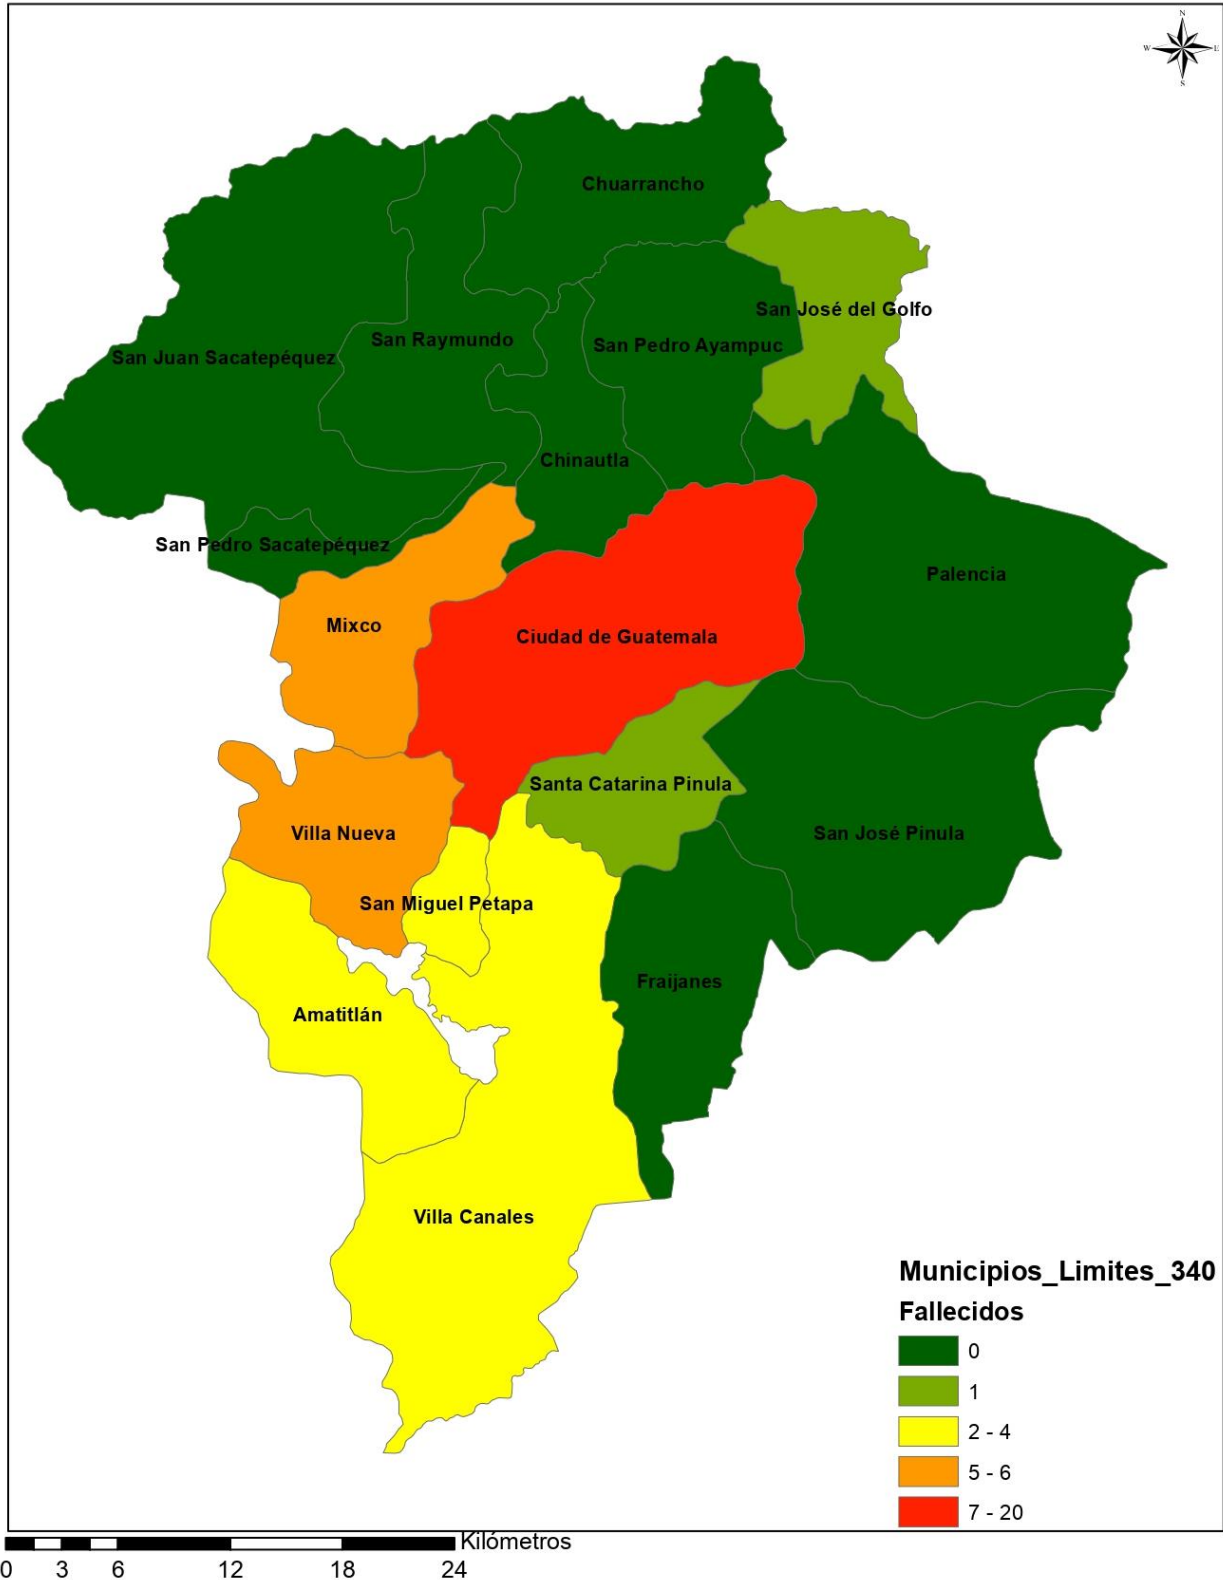 N
W E
S
Chuarrancho
San José del Golfo
San Raymundo
San Pedro Ayampuc
San Juan Sacatepéquez
Chinautla
San Pedro Sacatepéquez
Palencia
Mixco
Ciudad de Guatemala
Santa Catarina Pinula
Villa Nueva
San José Pinula
San Miguel Petapa
Fraijanes
Amatitlán
Villa Canales
Municipios_Limites_340
Fallecidos
0
1
2 - 4
5 - 6
7 - 20
Kilómetros
0 3 6 12 18 24